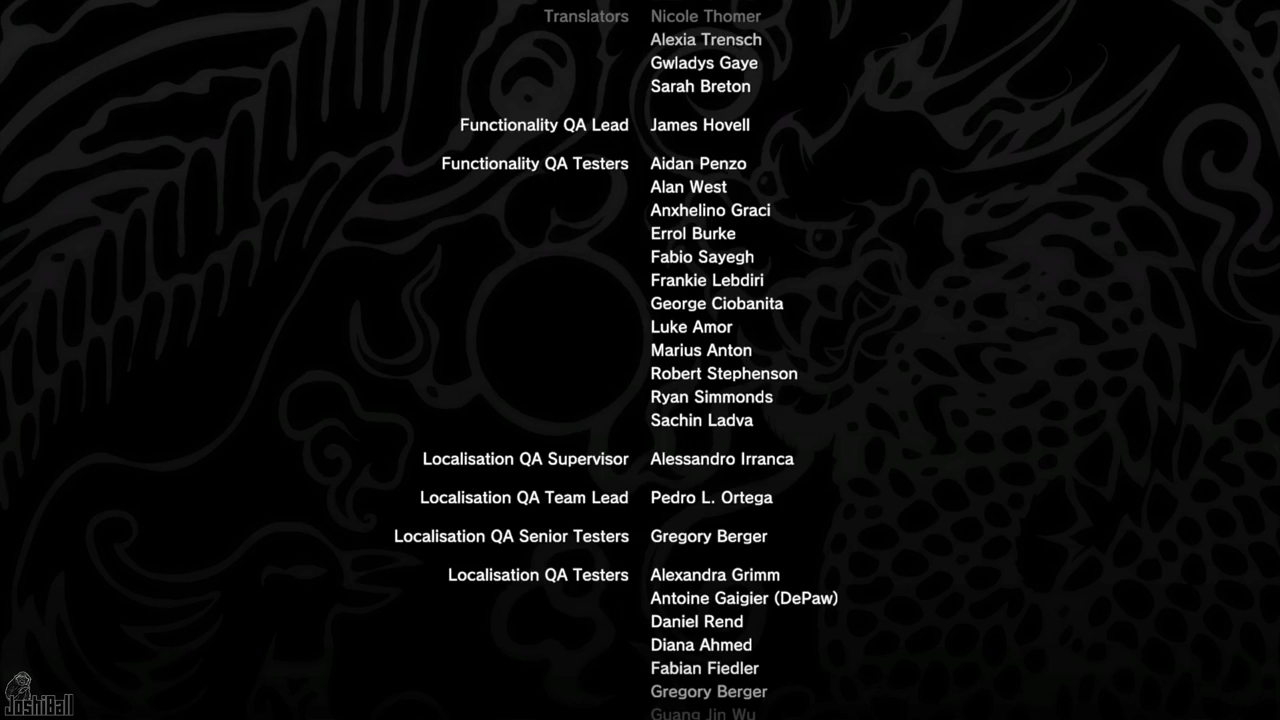 Translators Nicole Thomer
Alexia Trensch
Gwladys Gaye
Sarah Breton
Functionality QA Lead James Hovell
Functionality QA Testers Aidan Penzo
Alan West
Anxhelino Graci
Errol Burke
Fabio Sayegh
Frankie Lebdiri
George Ciobanita
Luke Amor
Marius Anton
Robert Stephenson
Ryan Simmonds
Sachin Ladva
Localisation QA Supervisor Alessandro Irranca
Localisation QA Team Lead Pedro L. Ortega
Localisation QA Senior Testers Gregory Berger
Localisation QA Testers Alexandra Grimm
Antoine Gaigier (DePaw)
Daniel Rend
Diana Ahmed
Fabian Fiedler
Gregory Berger
Guang Jin Wu
JoshiBall